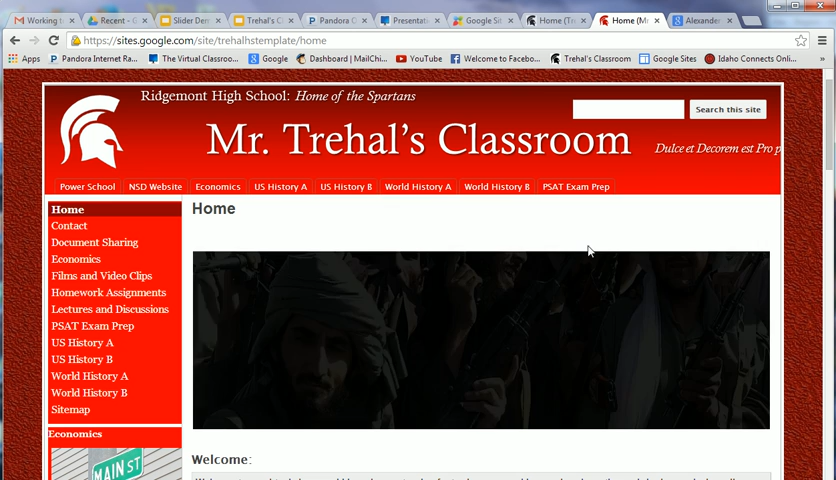 Working t
Recent - G
Slider Den
Trehal's C
Pandora O
Presentati
Google Sit
Home (Tr
Home (Mr
Alexander
https://sites.google.com/site/trehalhstemplate/home
Apps
Pandora Internet Ra...
The Virtual Classroo...
Google
Dashboard | MailChi...
YouTube
Welcome to Facebo...
Trehal's Classroom
Google Sites
Idaho Connects Onli...
Ridgemont High School: Home of the Spartans
Search this site
Mr. Trehal's Classroom
Dulce et Decorem est Pro p
Power School
NSD Website
Economics
US History A
US History B
World History A
World History B
PSAT Exam Prep
Home
Contact
Document Sharing
Economics
Films and Video Clips
Homework Assignments
Lectures and Discussions
PSAT Exam Prep
US History A
US History B
World History A
World History B
Sitemap
Economics
MAIN ST
Home
Welcome: